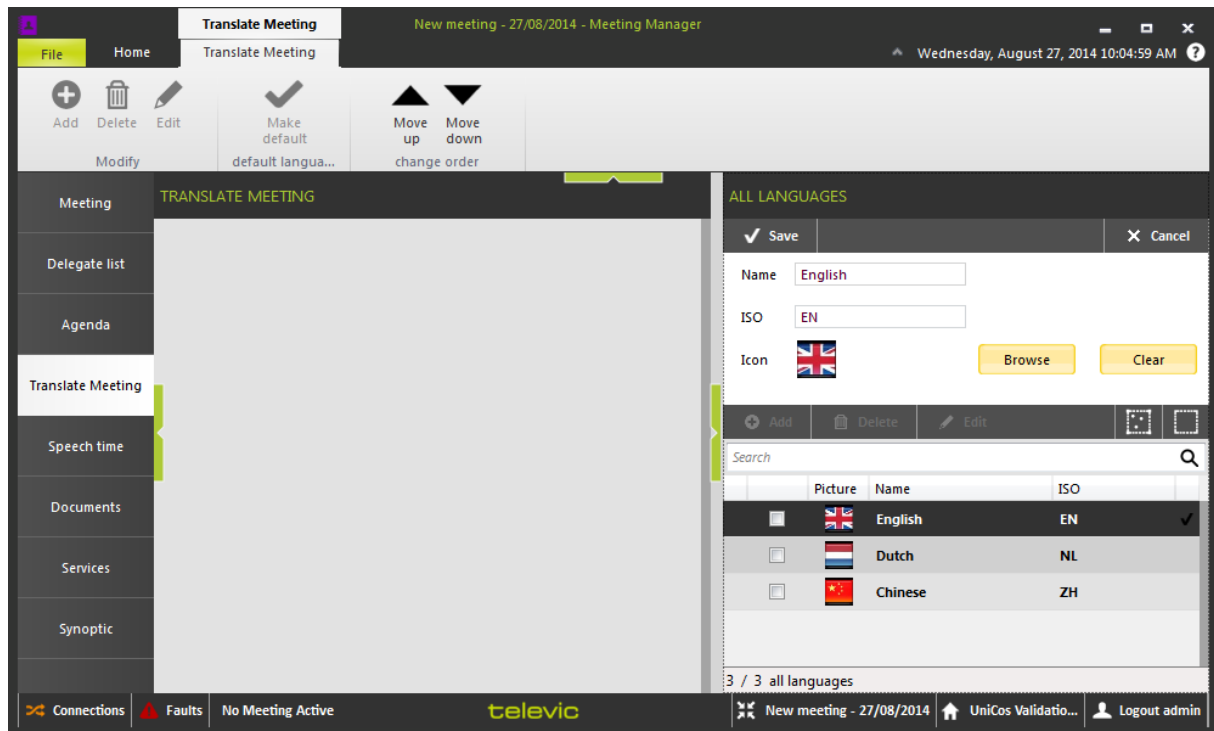 Translate Meeting
New meeting - 27/08/2014 - Meeting Manager
File
Home
Translate Meeting
Wednesday, August 27, 2014 10:04:59 AM
?
Add
Delete
Edit
Make
default
Move
up
Move
down
Modify
default langua...
change order
Meeting
Delegate list
Agenda
Translate Meeting
Speech time
Documents
Services
Synoptic
TRANSLATE MEETING
ALL LANGUAGES
Save
Cancel
Name
English
ISO
EN
Icon
Browse
Clear
Add
Delete
Edit
Search
Picture Name ISO
English EN
Dutch NL
Chinese ZH
3 / 3 all languages
Connections
Faults
No Meeting Active
televic
New meeting - 27/08/2014
UniCos Validatio...
Logout admin